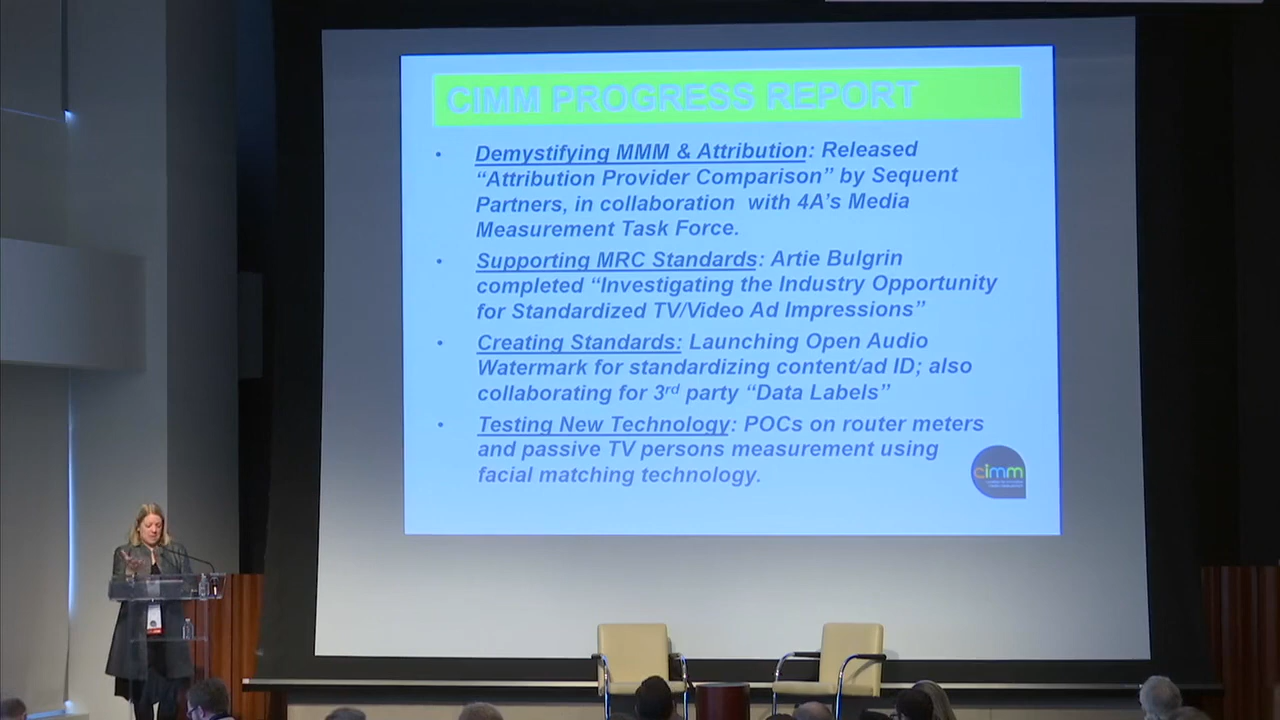 CIMM PROGRESS REPORT
• Demystifying MMM & Attribution: Released
“Attribution Provider Comparison” by Sequent
Partners, in collaboration with 4A’s Media
Measurement Task Force.
• Supporting MRC Standards: Artie Bulgrin
completed “Investigating the Industry Opportunity
for Standardized TV/Video Ad Impressions”
• Creating Standards: Launching Open Audio
Watermark for standardizing content/ad ID; also
collaborating for 3rd party “Data Labels”
• Testing New Technology: POCs on router meters
and passive TV persons measurement using
facial matching technology.
cimm